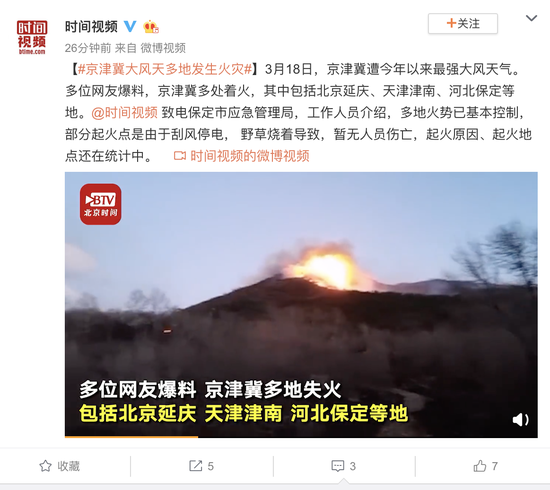 时间视频
btime.com
时间视频
+关注
26分钟前 来自 微博视频
【#京津冀大风天多地发生火灾#】3月18日，京津冀遭今年以来最强大风天气。
多位网友爆料，京津冀多处着火，其中包括北京延庆、天津津南、河北保定等
地。@时间视频 致电保定市应急管理局，工作人员介绍，多地火势已基本控制，
部分起火点是由于刮风停电， 野草烧着导致，暂无人员伤亡，起火原因、起火地
点还在统计中。 时间视频的微博视频
BTV
北京时间
多位网友爆料 京津冀多地失火
包括北京延庆 天津津南 河北保定等地
收藏
5
3
7